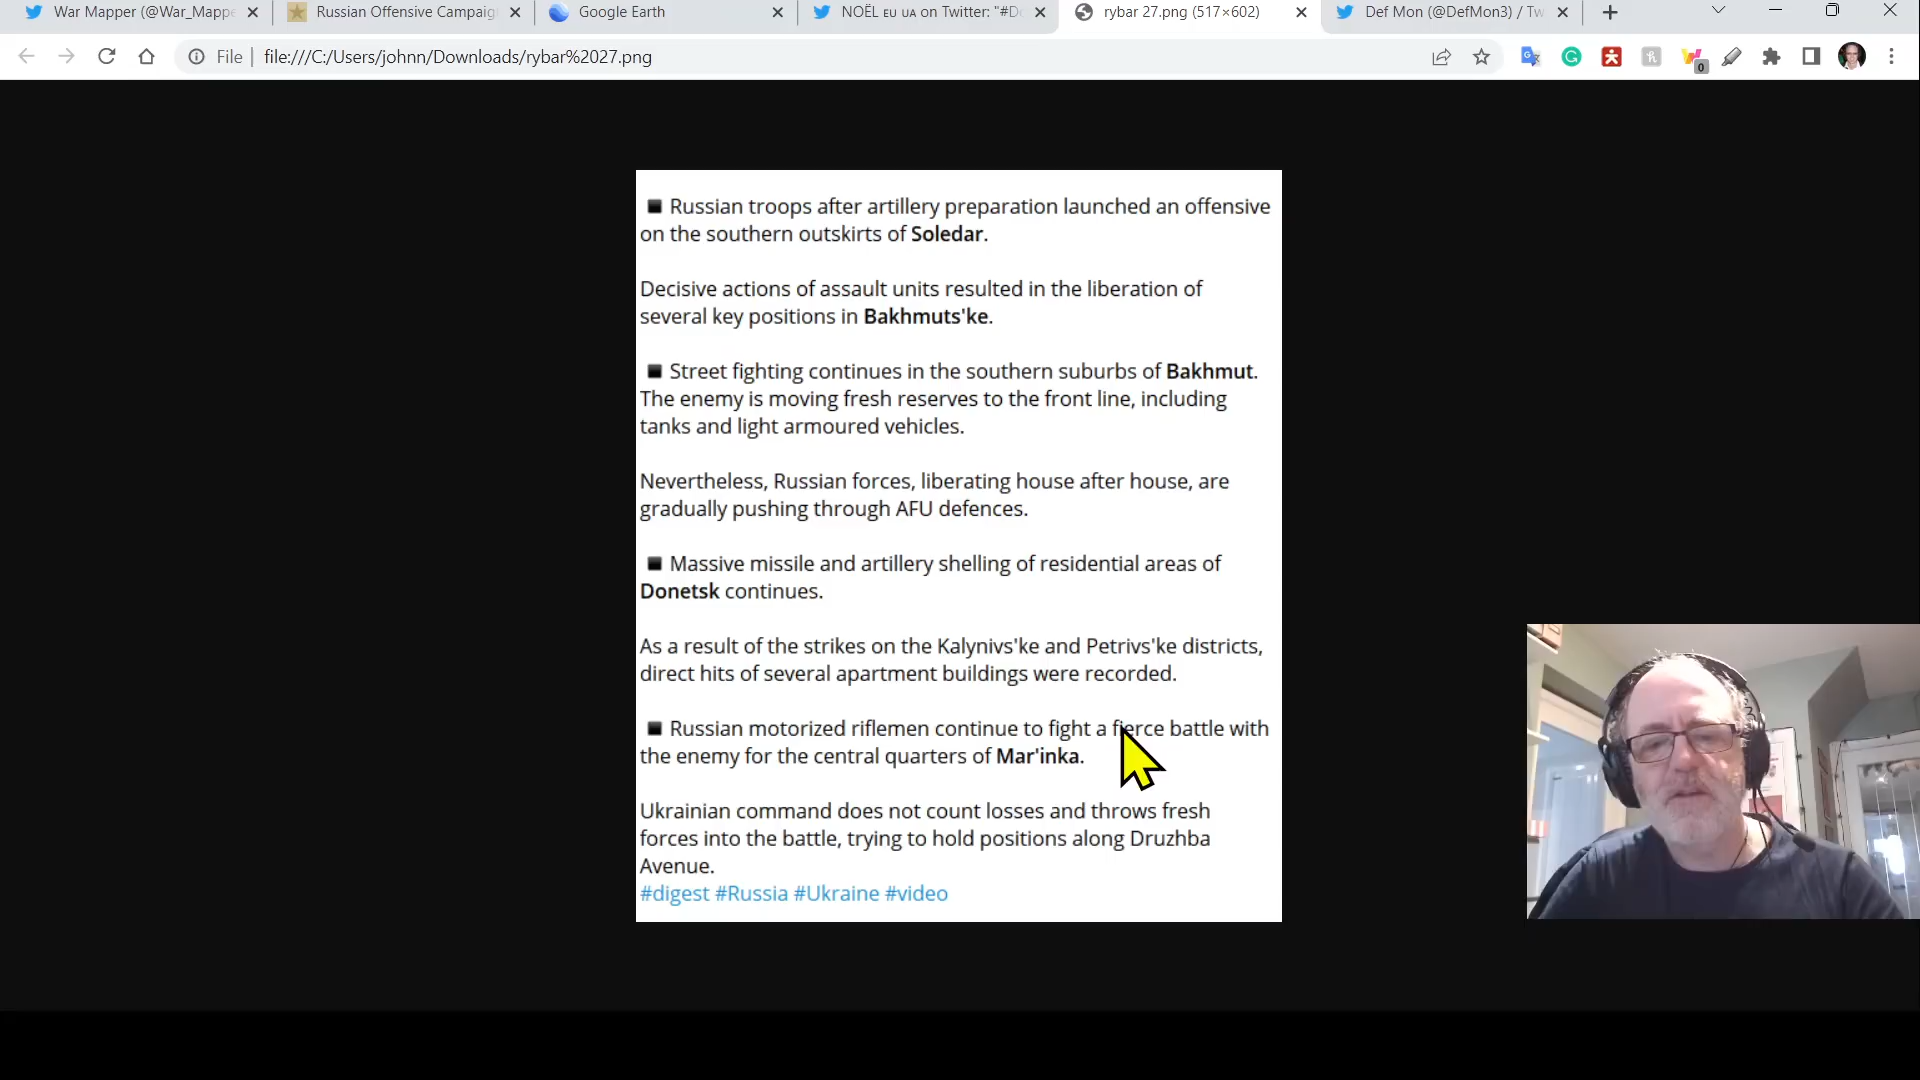 War Mapper (@War_Mappe
Russian Offensive Campaig
Google Earth
NOËL EU UA on Twitter: "#D
rybar 27.png (517×602)
Def Mon (@DefMon3) / Tw
File
file:///C:/Users/johnn/Downloads/rybar%2027.png
0
Russian troops after artillery preparation launched an offensive
on the southern outskirts of Soledar.
Decisive actions of assault units resulted in the liberation of
several key positions in Bakhmuts'ke.
Street fighting continues in the southern suburbs of Bakhmut.
The enemy is moving fresh reserves to the front line, including
tanks and light armoured vehicles.
Nevertheless, Russian forces, liberating house after house, are
gradually pushing through AFU defences.
Massive missile and artillery shelling of residential areas of
Donetsk continues.
As a result of the strikes on the Kalynivs'ke and Petrivs'ke districts,
direct hits of several apartment buildings were recorded.
Russian motorized riflemen continue to fight a fierce battle with
the enemy for the central quarters of Mar'inka.
Ukrainian command does not count losses and throws fresh
forces into the battle, trying to hold positions along Druzhba
Avenue.
#digest #Russia #Ukraine #video